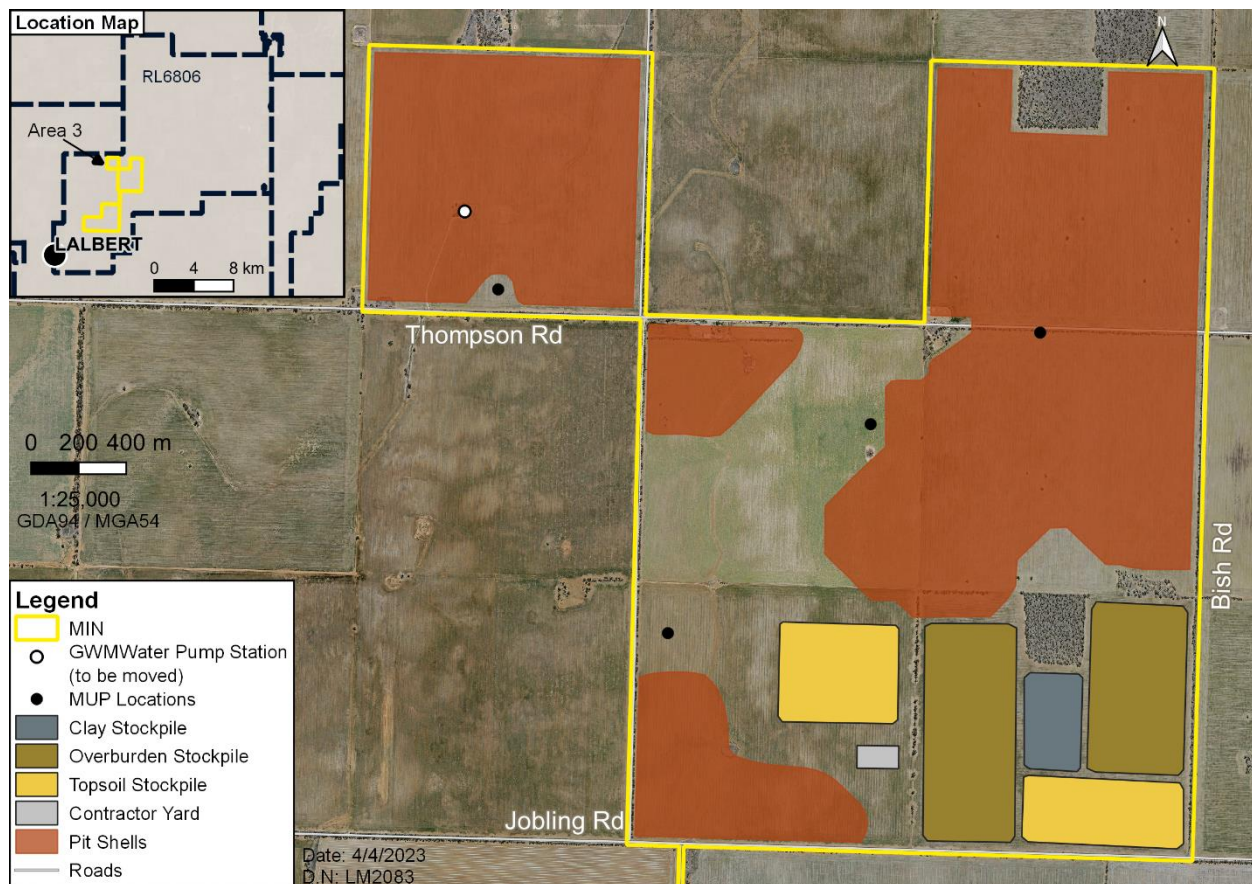 Location Map
RL6806
Area 3
LALBERT
0 4 8 km
N
Thompson Rd
0 200 400 m
1:25,000
GDA94 / MGA54
Bish Rd
Legend
MIN
GWMWater Pump Station
(to be moved)
MUP Locations
Clay Stockpile
Overburden Stockpile
Topsoil Stockpile
Contractor Yard
Pit Shells
Roads
Jobling Rd
Date: 4/4/2023
D.N: LM2083